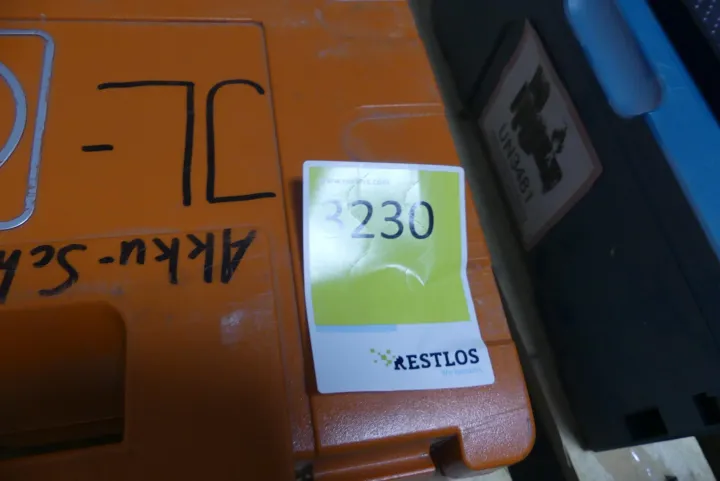 JL-
Akku-Sch
3230
RESTLOS
UN3481